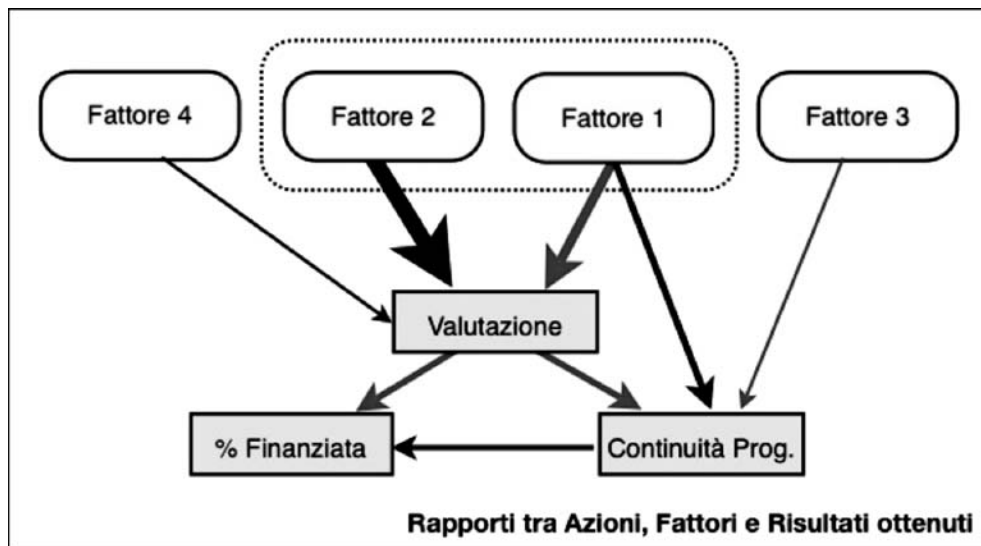 Fattore 4
Fattore 2
Fattore 1
Fattore 3
Valutazione
% Finanziata
Continuità Prog.
Rapporti tra Azioni, Fattori e Risultati ottenuti